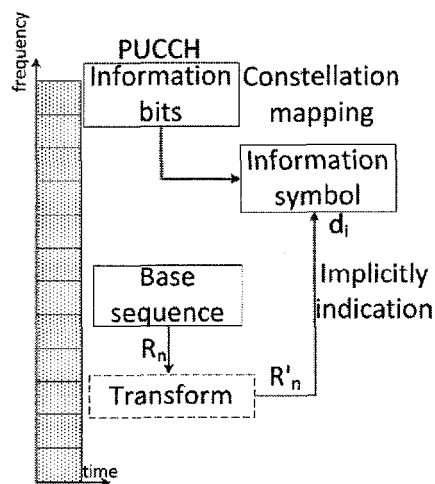 frequency
PUCCH
Information
bits
Constellation
mapping
Information
symbol
d_i
Base
sequence
Implicitly
indication
R_n
Transform
R'_n
time